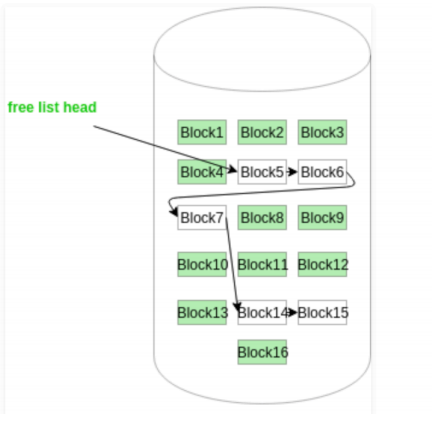 free list head
Block1 Block2 Block3
Block4 Block5 Block6
Block7 Block8 Block9
Block10 Block11 Block12
Block13 Block14 Block15
Block16